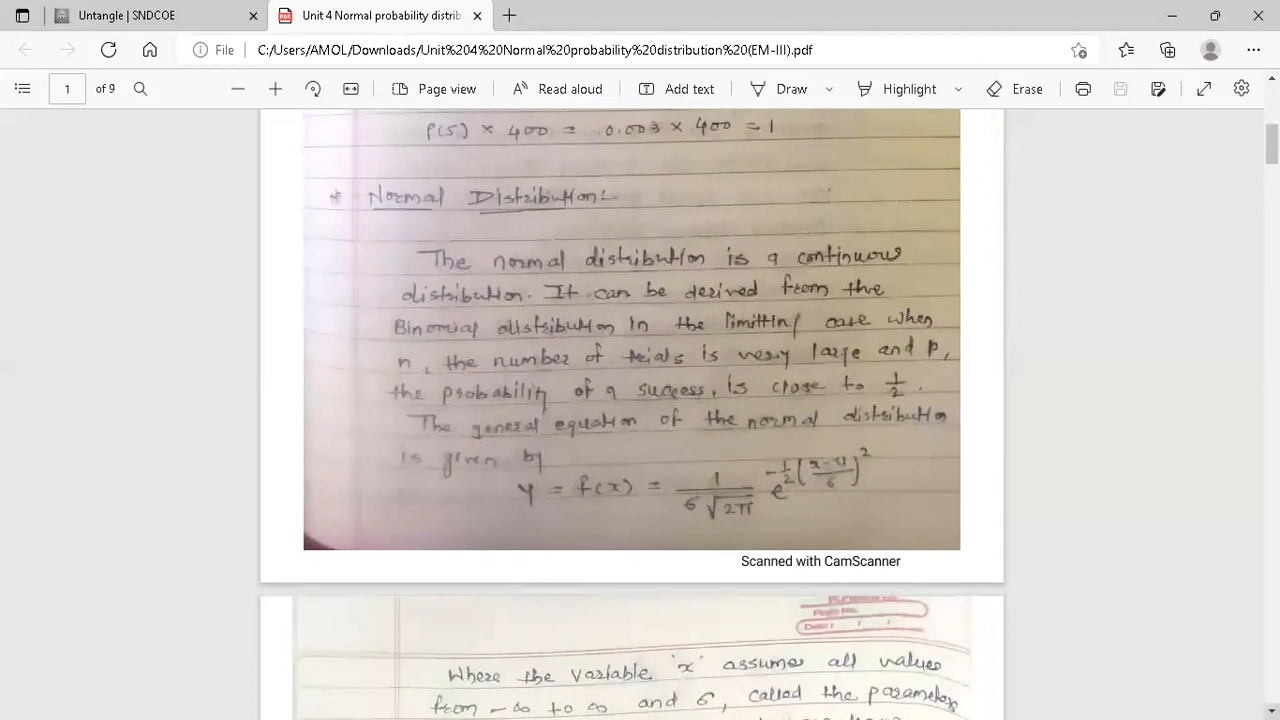 Untangle | SNDCOE
Unit 4 Normal probability distrib
File
C:/Users/AMOL/Downloads/Unit%204%20Normal%20probability%20distribution%20(EM-III).pdf
1 of 9
Page view
Read aloud
Add text
Draw
Highlight
Erase
P(5) × 400 = 0.003 × 400 = 1
* Normal Distribution:-
The normal distribution is a continuous
distribution. It can be derived from the
Binomial distribution in the limitting case when
n, the number of trials is very large and p,
the probability of a success, is close to 1/2.
The general equation of the normal distribution
is given by
y = f(x) = 1/(σ√2π) e^{-1/2((x-μ)/σ)^2}
Scanned with CamScanner
Page No.
Date: / /
Where the variable 'x' assume all values
from -∞ to ∞ and σ, called the parameters